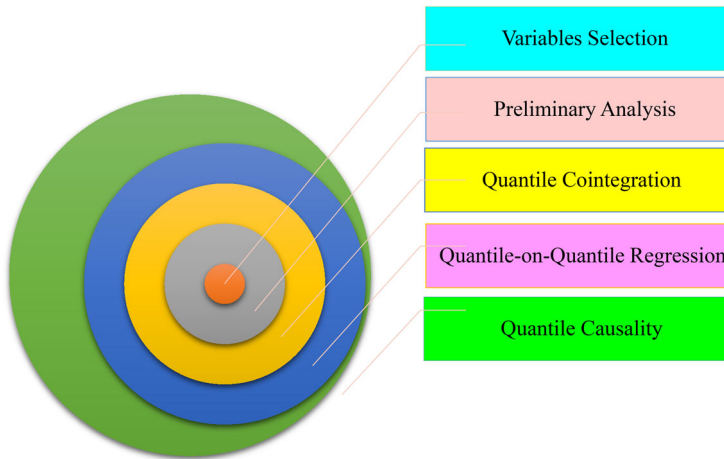 Variables Selection
Preliminary Analysis
Quantile Cointegration
Quantile-on-Quantile Regression
Quantile Causality